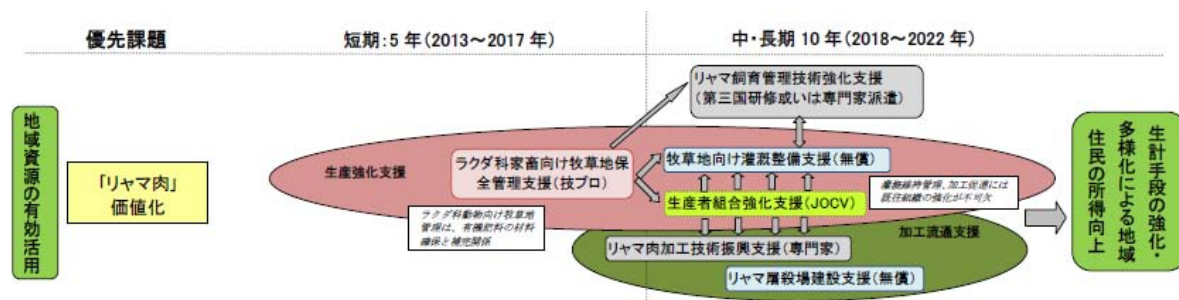 優先課題
短期:5年(2013～2017年)
中・長期10年(2018～2022年)
地域資源の有効活用
「リャマ肉」
価値化
生産強化支援
ラクダ科家畜向け牧草地保
全管理支援(技プロ)
ラクダ科動物向け牧草地
管理は、有機肥料の材料
確保と補完関係
リャマ飼育管理技術強化支援
(第三国研修或いは専門家派遣)
牧草地向け灌漑整備支援(無償)
生産者組合強化支援(JOCV)
灌漑維持管理、加工促進には
既往組織の強化が不可欠
加工流通支援
リャマ肉加工技術振興支援(専門家)
リャマ屠殺場建設支援(無償)
生計手段の強化・
多様化による地域
住民の所得向上